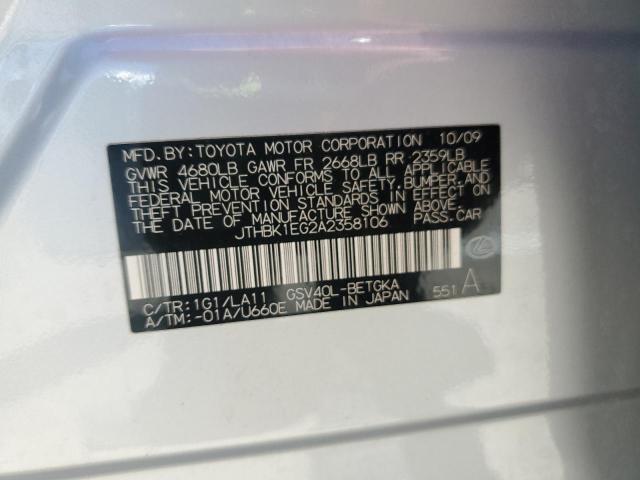 MFD. BY: TOYOTA MOTOR CORPORATION 10/09
GVWR 4680LB GAWR FR 2668LB RR 2359LB
THIS VEHICLE CONFORMS TO ALL APPLICABLE
FEDERAL MOTOR VEHICLE SAFETY, BUMPER, AND
THEFT PREVENTION STANDARDS IN EFFECT ON
THE DATE OF MANUFACTURE SHOWN ABOVE.
JTHBK1EG2A2358106 PASS. CAR
C/TR: 1G1/LA11 GSV40L-BETGKA
A/TM: -01A/U660E MADE IN JAPAN 551 A